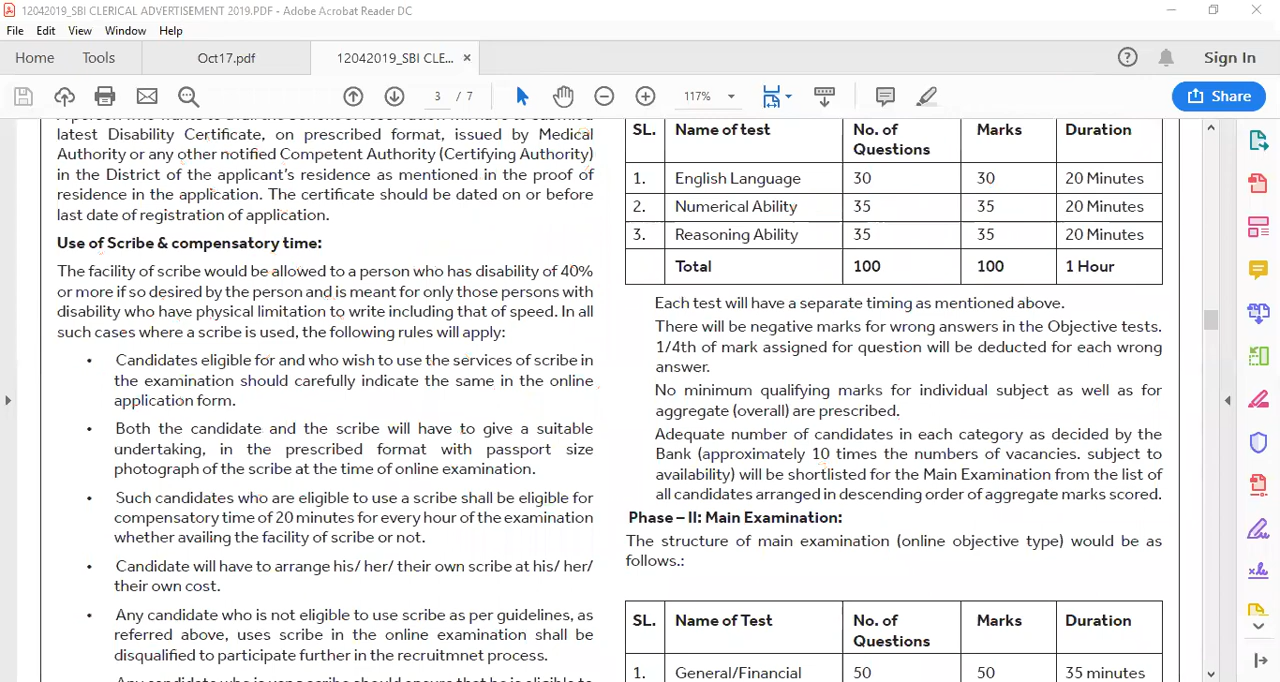 12042019_SBI CLERICAL ADVERTISEMENT 2019.PDF - Adobe Acrobat Reader DC
File Edit View Window Help
Home Tools Oct17.pdf 12042019_SBI CLE... × Sign In
3 / 7 117% Share
latest Disability Certificate, on prescribed format, issued by Medical
Authority or any other notified Competent Authority (Certifying Authority)
in the District of the applicant's residence as mentioned in the proof of
residence in the application. The certificate should be dated on or before
last date of registration of application.
Use of Scribe & compensatory time:
The facility of scribe would be allowed to a person who has disability of 40%
or more if so desired by the person and is meant for only those persons with
disability who have physical limitation to write including that of speed. In all
such cases where a scribe is used, the following rules will apply:
• Candidates eligible for and who wish to use the services of scribe in
the examination should carefully indicate the same in the online
application form.
• Both the candidate and the scribe will have to give a suitable
undertaking, in the prescribed format with passport size
photograph of the scribe at the time of online examination.
• Such candidates who are eligible to use a scribe shall be eligible for
compensatory time of 20 minutes for every hour of the examination
whether availing the facility of scribe or not.
• Candidate will have to arrange his/ her/ their own scribe at his/ her/
their own cost.
• Any candidate who is not eligible to use scribe as per guidelines, as
referred above, uses scribe in the online examination shall be
disqualified to participate further in the recruitmnet process.
SL. Name of test No. of Questions Marks Duration
1. English Language 30 30 20 Minutes
2. Numerical Ability 35 35 20 Minutes
3. Reasoning Ability 35 35 20 Minutes
Total 100 100 1 Hour
Each test will have a separate timing as mentioned above.
There will be negative marks for wrong answers in the Objective tests.
1/4th of mark assigned for question will be deducted for each wrong
answer.
No minimum qualifying marks for individual subject as well as for
aggregate (overall) are prescribed.
Adequate number of candidates in each category as decided by the
Bank (approximately 10 times the numbers of vacancies. subject to
availability) will be shortlisted for the Main Examination from the list of
all candidates arranged in descending order of aggregate marks scored.
Phase – II: Main Examination:
The structure of main examination (online objective type) would be as
follows.:
SL. Name of Test No. of Questions Marks Duration
1. General/Financial 50 50 35 minutes